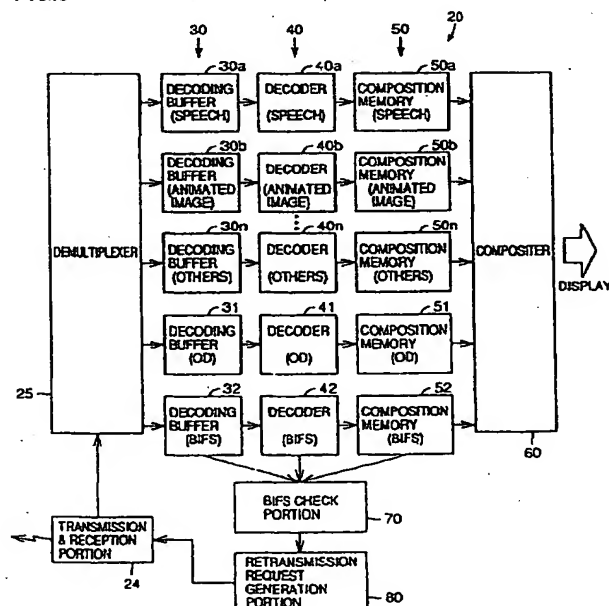 20
30
40
50
30a
40a
50a
DECODING
BUFFER
(SPEECH)
DECODER
(SPEECH)
COMPOSITION
MEMORY
(SPEECH)
30b
40b
50b
DECODING
BUFFER
(ANIMATED
IMAGE)
DECODER
(ANIMATED
IMAGE)
COMPOSITION
MEMORY
(ANIMATED
IMAGE)
30n
40n
50n
DEMULTIPLEXER
DECODING
BUFFER
(OTHERS)
DECODER
(OTHERS)
COMPOSITION
MEMORY
(OTHERS)
COMPOSITER
DISPLAY
31
41
51
DECODING
BUFFER
(OD)
DECODER
(OD)
COMPOSITION
MEMORY
(OD)
25
32
42
52
DECODING
BUFFER
(BIFS)
DECODER
(BIFS)
COMPOSITION
MEMORY
(BIFS)
60
BIFS CHECK
PORTION
70
TRANSMISSION
& RECEPTION
PORTION
24
RETRANSMISSION
REQUEST
GENERATION
PORTION
80